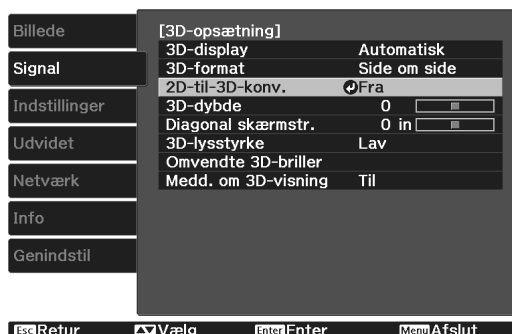 Billede
Signal
Indstillinger
Udvidet
Netværk
Info
Genindstil
[3D-opsætning]
3D-display Automatisk
3D-format Side om side
2D-til-3D-konv. Fra
3D-dybde 0
Diagonal skærmstr. 0 in
3D-lysstyrke Lav
Omvendte 3D-briller
Medd. om 3D-visning Til
Esc Retur Vælg Enter Enter Menu Afslut